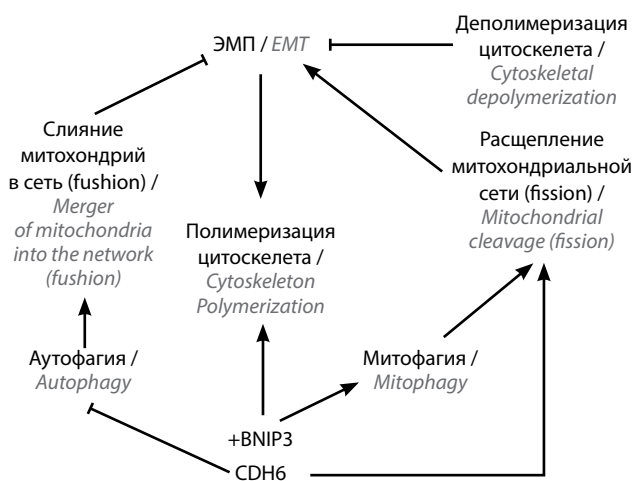 ЭМП / EMT
Деполимеризация
цитоскелета /
Cytoskeletal
depolymerization
Слияние
митохондрий
в сеть (fushion) /
Merger
of mitochondria
into the network
(fushion)
Расщепление
митохондриальной
сети (fission) /
Mitochondrial
cleavage (fission)
Полимеризация
цитоскелета /
Cytoskeleton
Polymerization
Аутофагия /
Autophagy
Митофагия /
Mitophagy
+BNIP3
CDH6